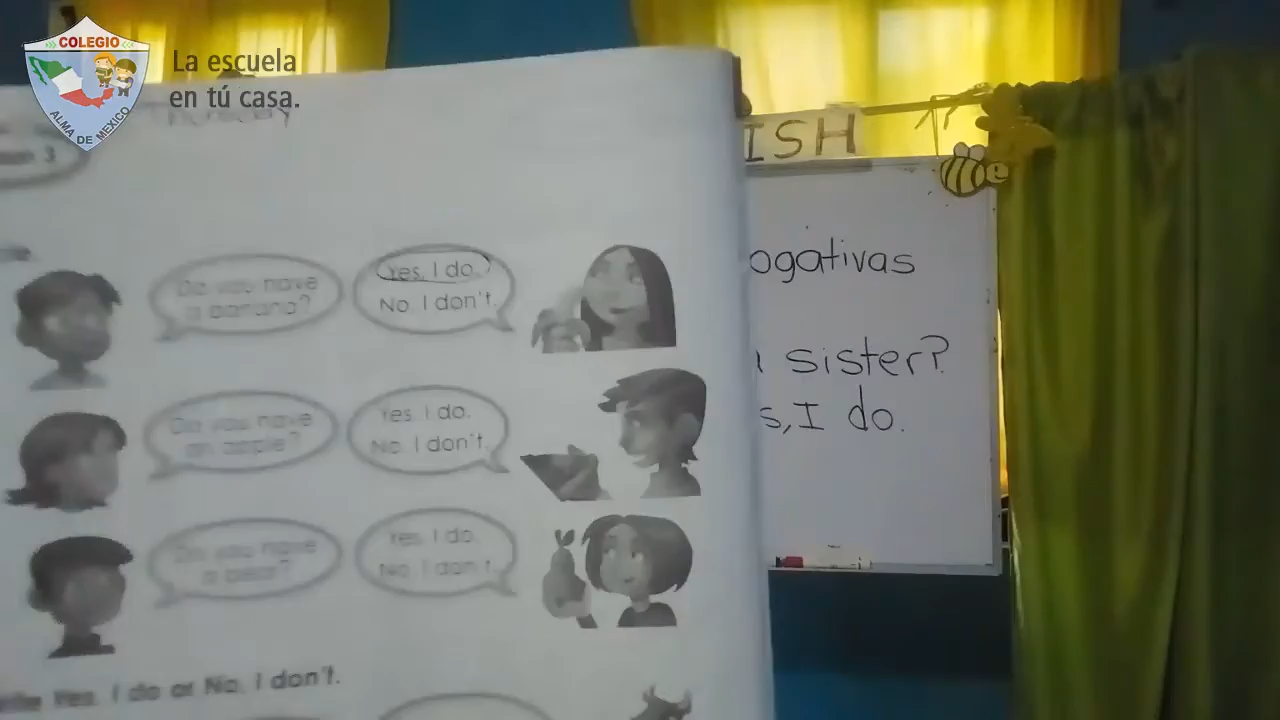 COLEGIO
ALMA DE MEXICO
La escuela
en tú casa.
ISH
ogativas
sister?
s, I do.
Do you have
a banana?
Yes, I do.
No, I don't.
Do you have
an apple?
Yes, I do.
No, I don't.
Do you have
a pear?
Yes, I do.
No, I don't.
Yes, I do or No, I don't.